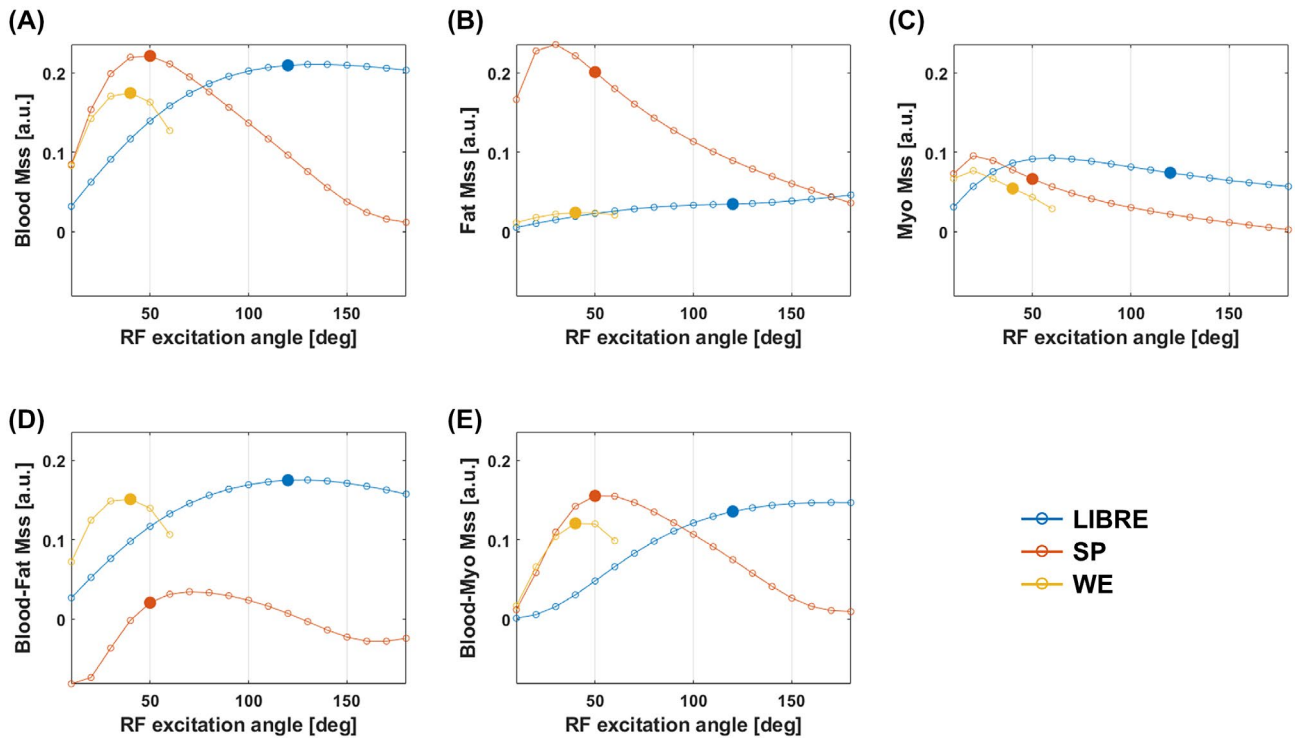 (A)
0.2
0.1
0
Blood Mss [a.u.]
50
100
150
RF excitation angle [deg]
(B)
0.2
0.1
0
Fat Mss [a.u.]
50
100
150
RF excitation angle [deg]
(C)
0.2
0.1
0
Myo Mss [a.u.]
50
100
150
RF excitation angle [deg]
(D)
0.2
0.1
0
Blood-Fat Mss [a.u.]
50
100
150
RF excitation angle [deg]
(E)
0.2
0.1
0
Blood-Myo Mss [a.u.]
50
100
150
RF excitation angle [deg]
LIBRE
SP
WE